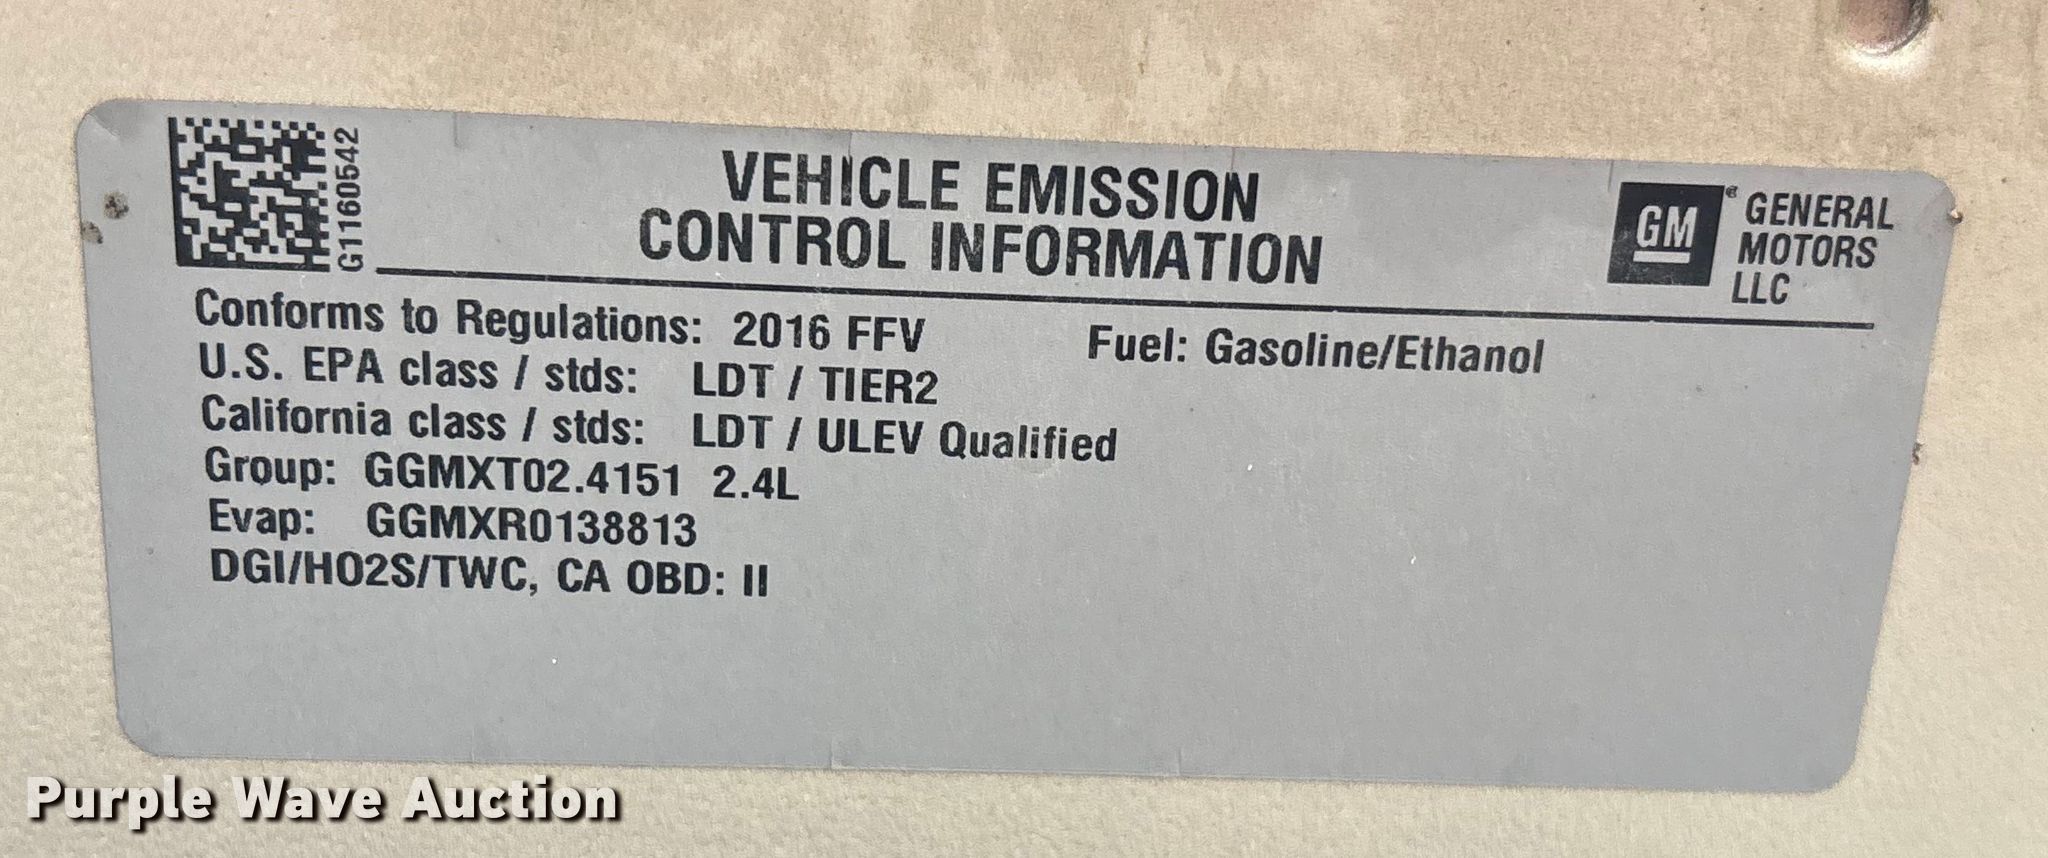 G1160542
VEHICLE EMISSION
CONTROL INFORMATION
GM®
GENERAL
MOTORS
LLC
Conforms to Regulations: 2016 FFV Fuel: Gasoline/Ethanol
U.S. EPA class / stds: LDT / TIER2
California class / stds: LDT / ULEV Qualified
Group: GGMXT02.4151 2.4L
Evap: GGMXR0138813
DGI/HO2S/TWC, CA OBD: II
Purple Wave Auction